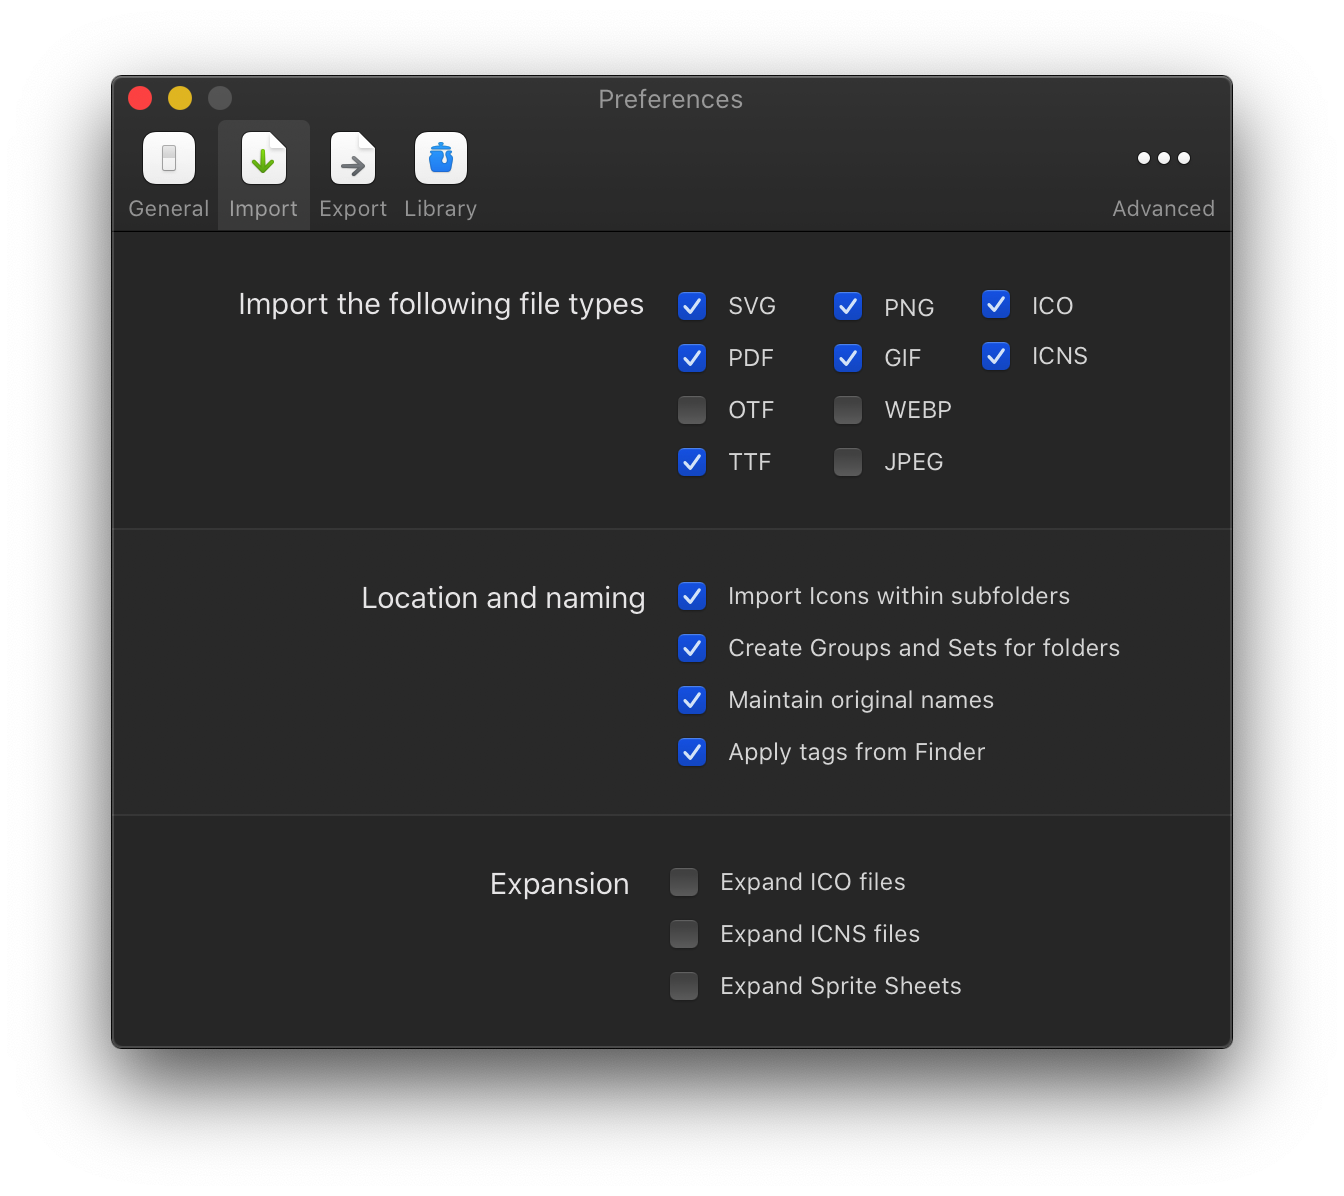 Preferences
General Import Export Library Advanced
Import the following file types SVG PNG ICO
PDF GIF ICNS
OTF WEBP
TTF JPEG
Location and naming Import Icons within subfolders
Create Groups and Sets for folders
Maintain original names
Apply tags from Finder
Expansion Expand ICO files
Expand ICNS files
Expand Sprite Sheets